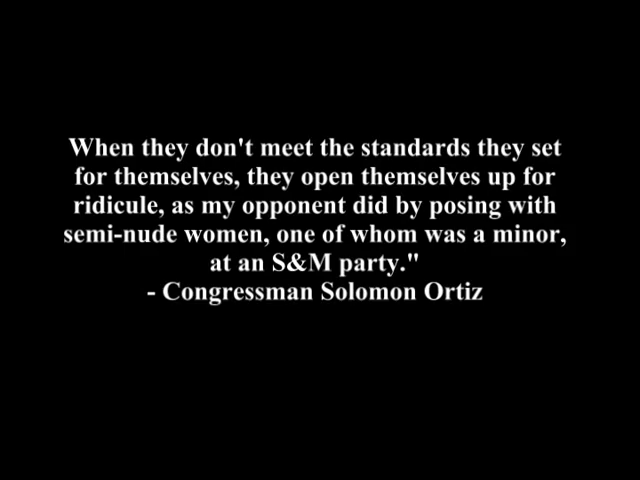 When they don't meet the standards they set
for themselves, they open themselves up for
ridicule, as my opponent did by posing with
semi-nude women, one of whom was a minor,
at an S&M party."
- Congressman Solomon Ortiz